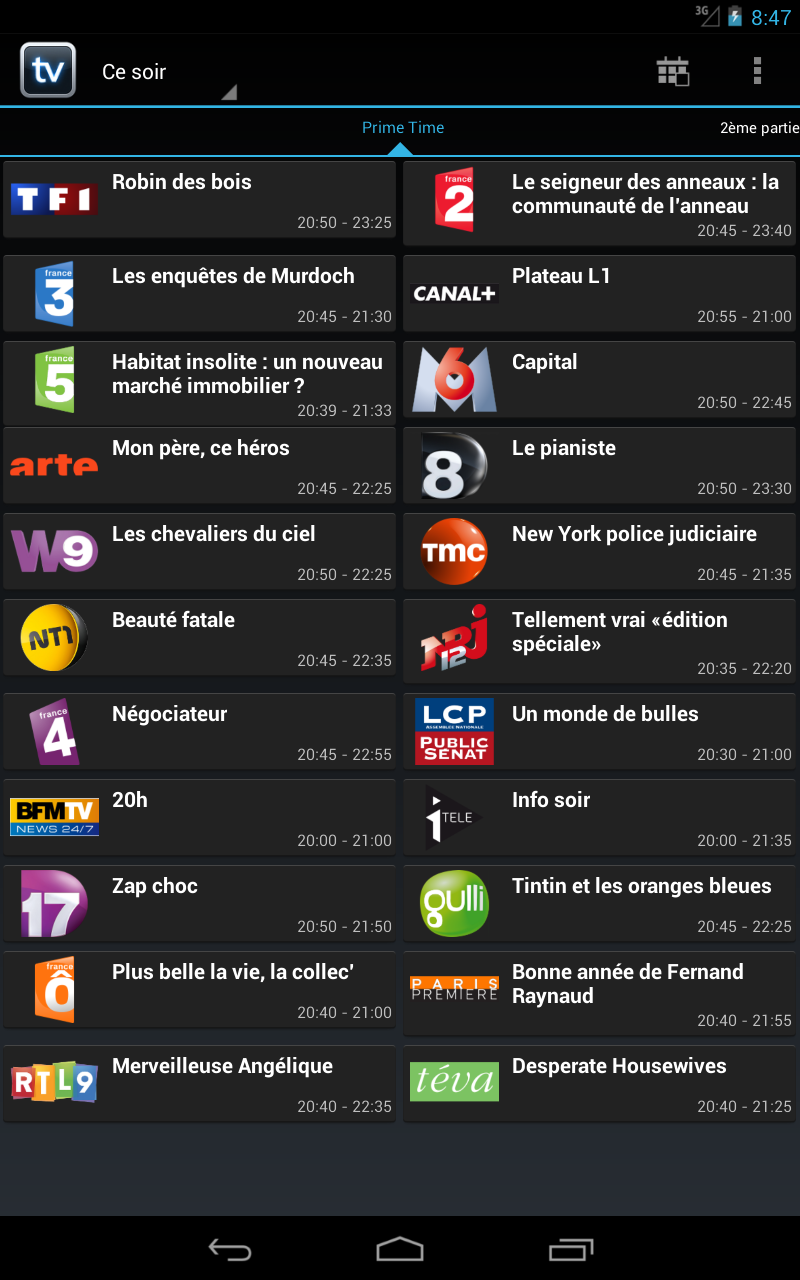 3G 8:47
tv Ce soir
Prime Time 2ème partie
TF1 Robin des bois
20:50 - 23:25
france 2 Le seigneur des anneaux : la
communauté de l'anneau
20:45 - 23:40
france 3 Les enquêtes de Murdoch
20:45 - 21:30
CANAL+ Plateau L1
20:55 - 21:00
france 5 Habitat insolite : un nouveau
marché immobilier ?
20:39 - 21:33
M6 Capital
20:50 - 22:45
arte Mon père, ce héros
20:45 - 22:25
D8 Le pianiste
20:50 - 23:30
W9 Les chevaliers du ciel
20:50 - 22:25
TMC New York police judiciaire
20:45 - 21:35
NT1 Beauté fatale
20:45 - 22:35
NRJ12 Tellement vrai «édition
spéciale»
20:35 - 22:20
france 4 Négociateur
20:45 - 22:55
LCP
ASSEMBLÉE NATIONALE
PUBLIC
SENAT
Un monde de bulles
20:30 - 21:00
BFMTV
NEWS 24/7
20h
20:00 - 21:00
iTELE Info soir
20:00 - 21:35
D17 Zap choc
20:50 - 21:50
gulli Tintin et les oranges bleues
20:45 - 22:25
france Ô Plus belle la vie, la collec'
20:40 - 21:00
PARIS
PREMIERE
Bonne année de Fernand
Raynaud
20:40 - 21:55
RTL9 Merveilleuse Angélique
20:40 - 22:35
téva Desperate Housewives
20:40 - 21:25